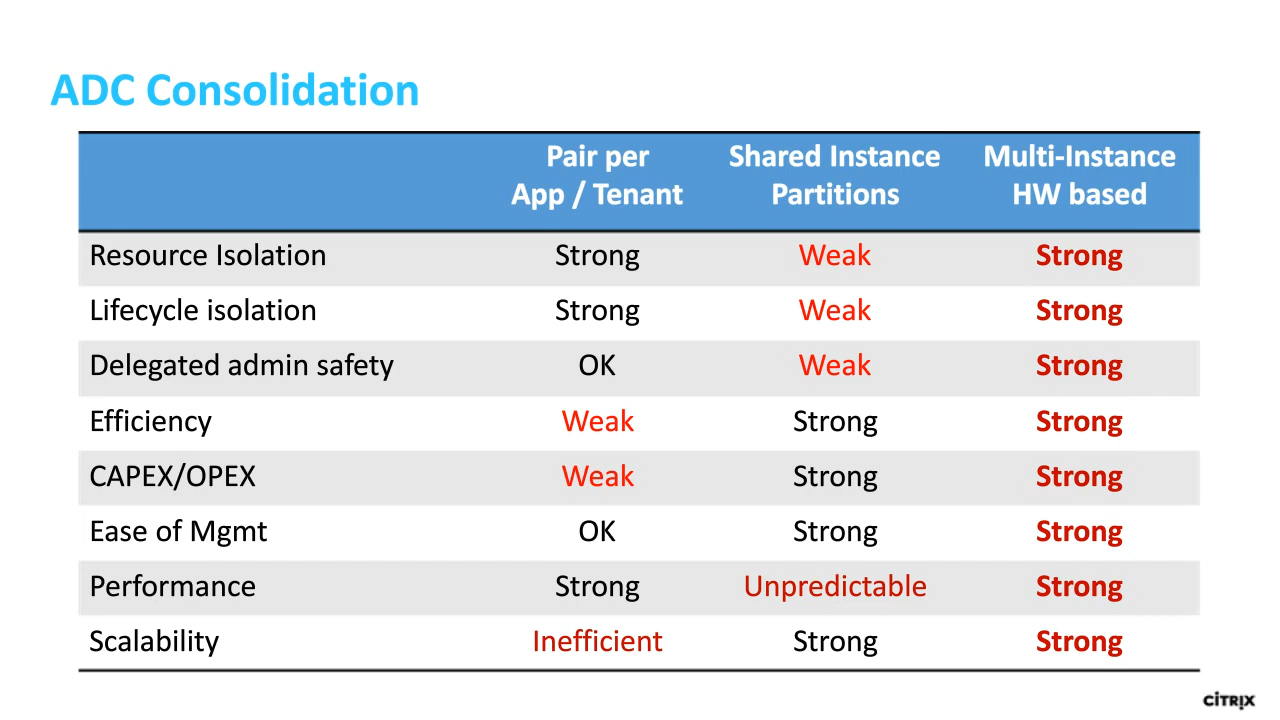 ADC Consolidation
Pair per Shared Instance Multi-Instance
App / Tenant Partitions HW based
Resource Isolation Strong Weak Strong
Lifecycle isolation Strong Weak Strong
Delegated admin safety OK Weak Strong
Efficiency Weak Strong Strong
CAPEX/OPEX Weak Strong Strong
Ease of Mgmt OK Strong Strong
Performance Strong Unpredictable Strong
Scalability Inefficient Strong Strong
CITRIX